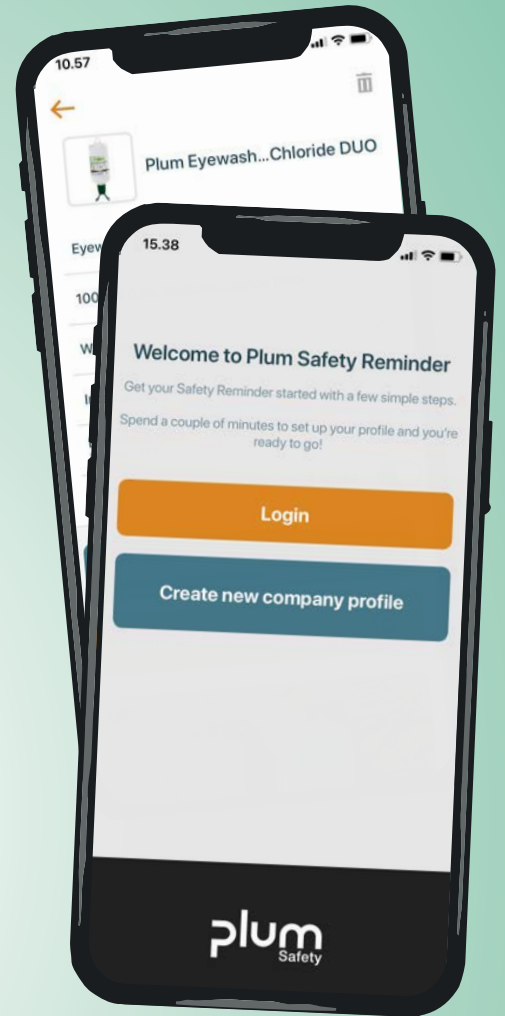 10.57
Plum Eyewash...Chloride DUO
Eyew
100
W
15.38
Welcome to Plum Safety Reminder
Get your Safety Reminder started with a few simple steps.
Spend a couple of minutes to set up your profile and you're
ready to go!
Login
Create new company profile
plum
Safety